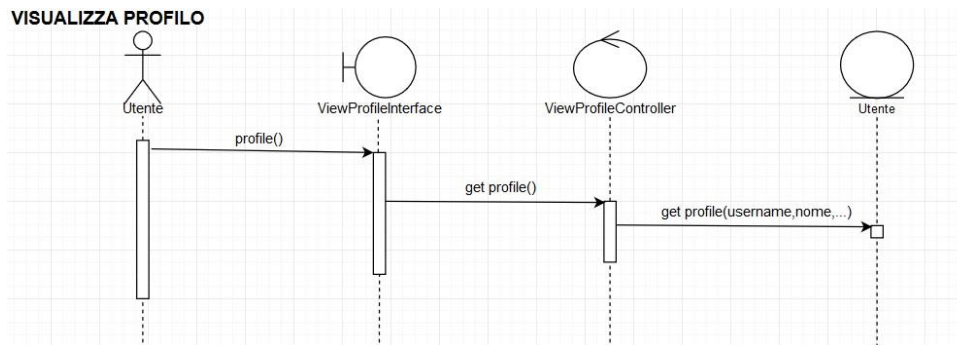 VISUALIZZA PROFILO
Utente
ViewProfileInterface
ViewProfileController
Utente
profile()
get profile()
get profile(username,nome,...)